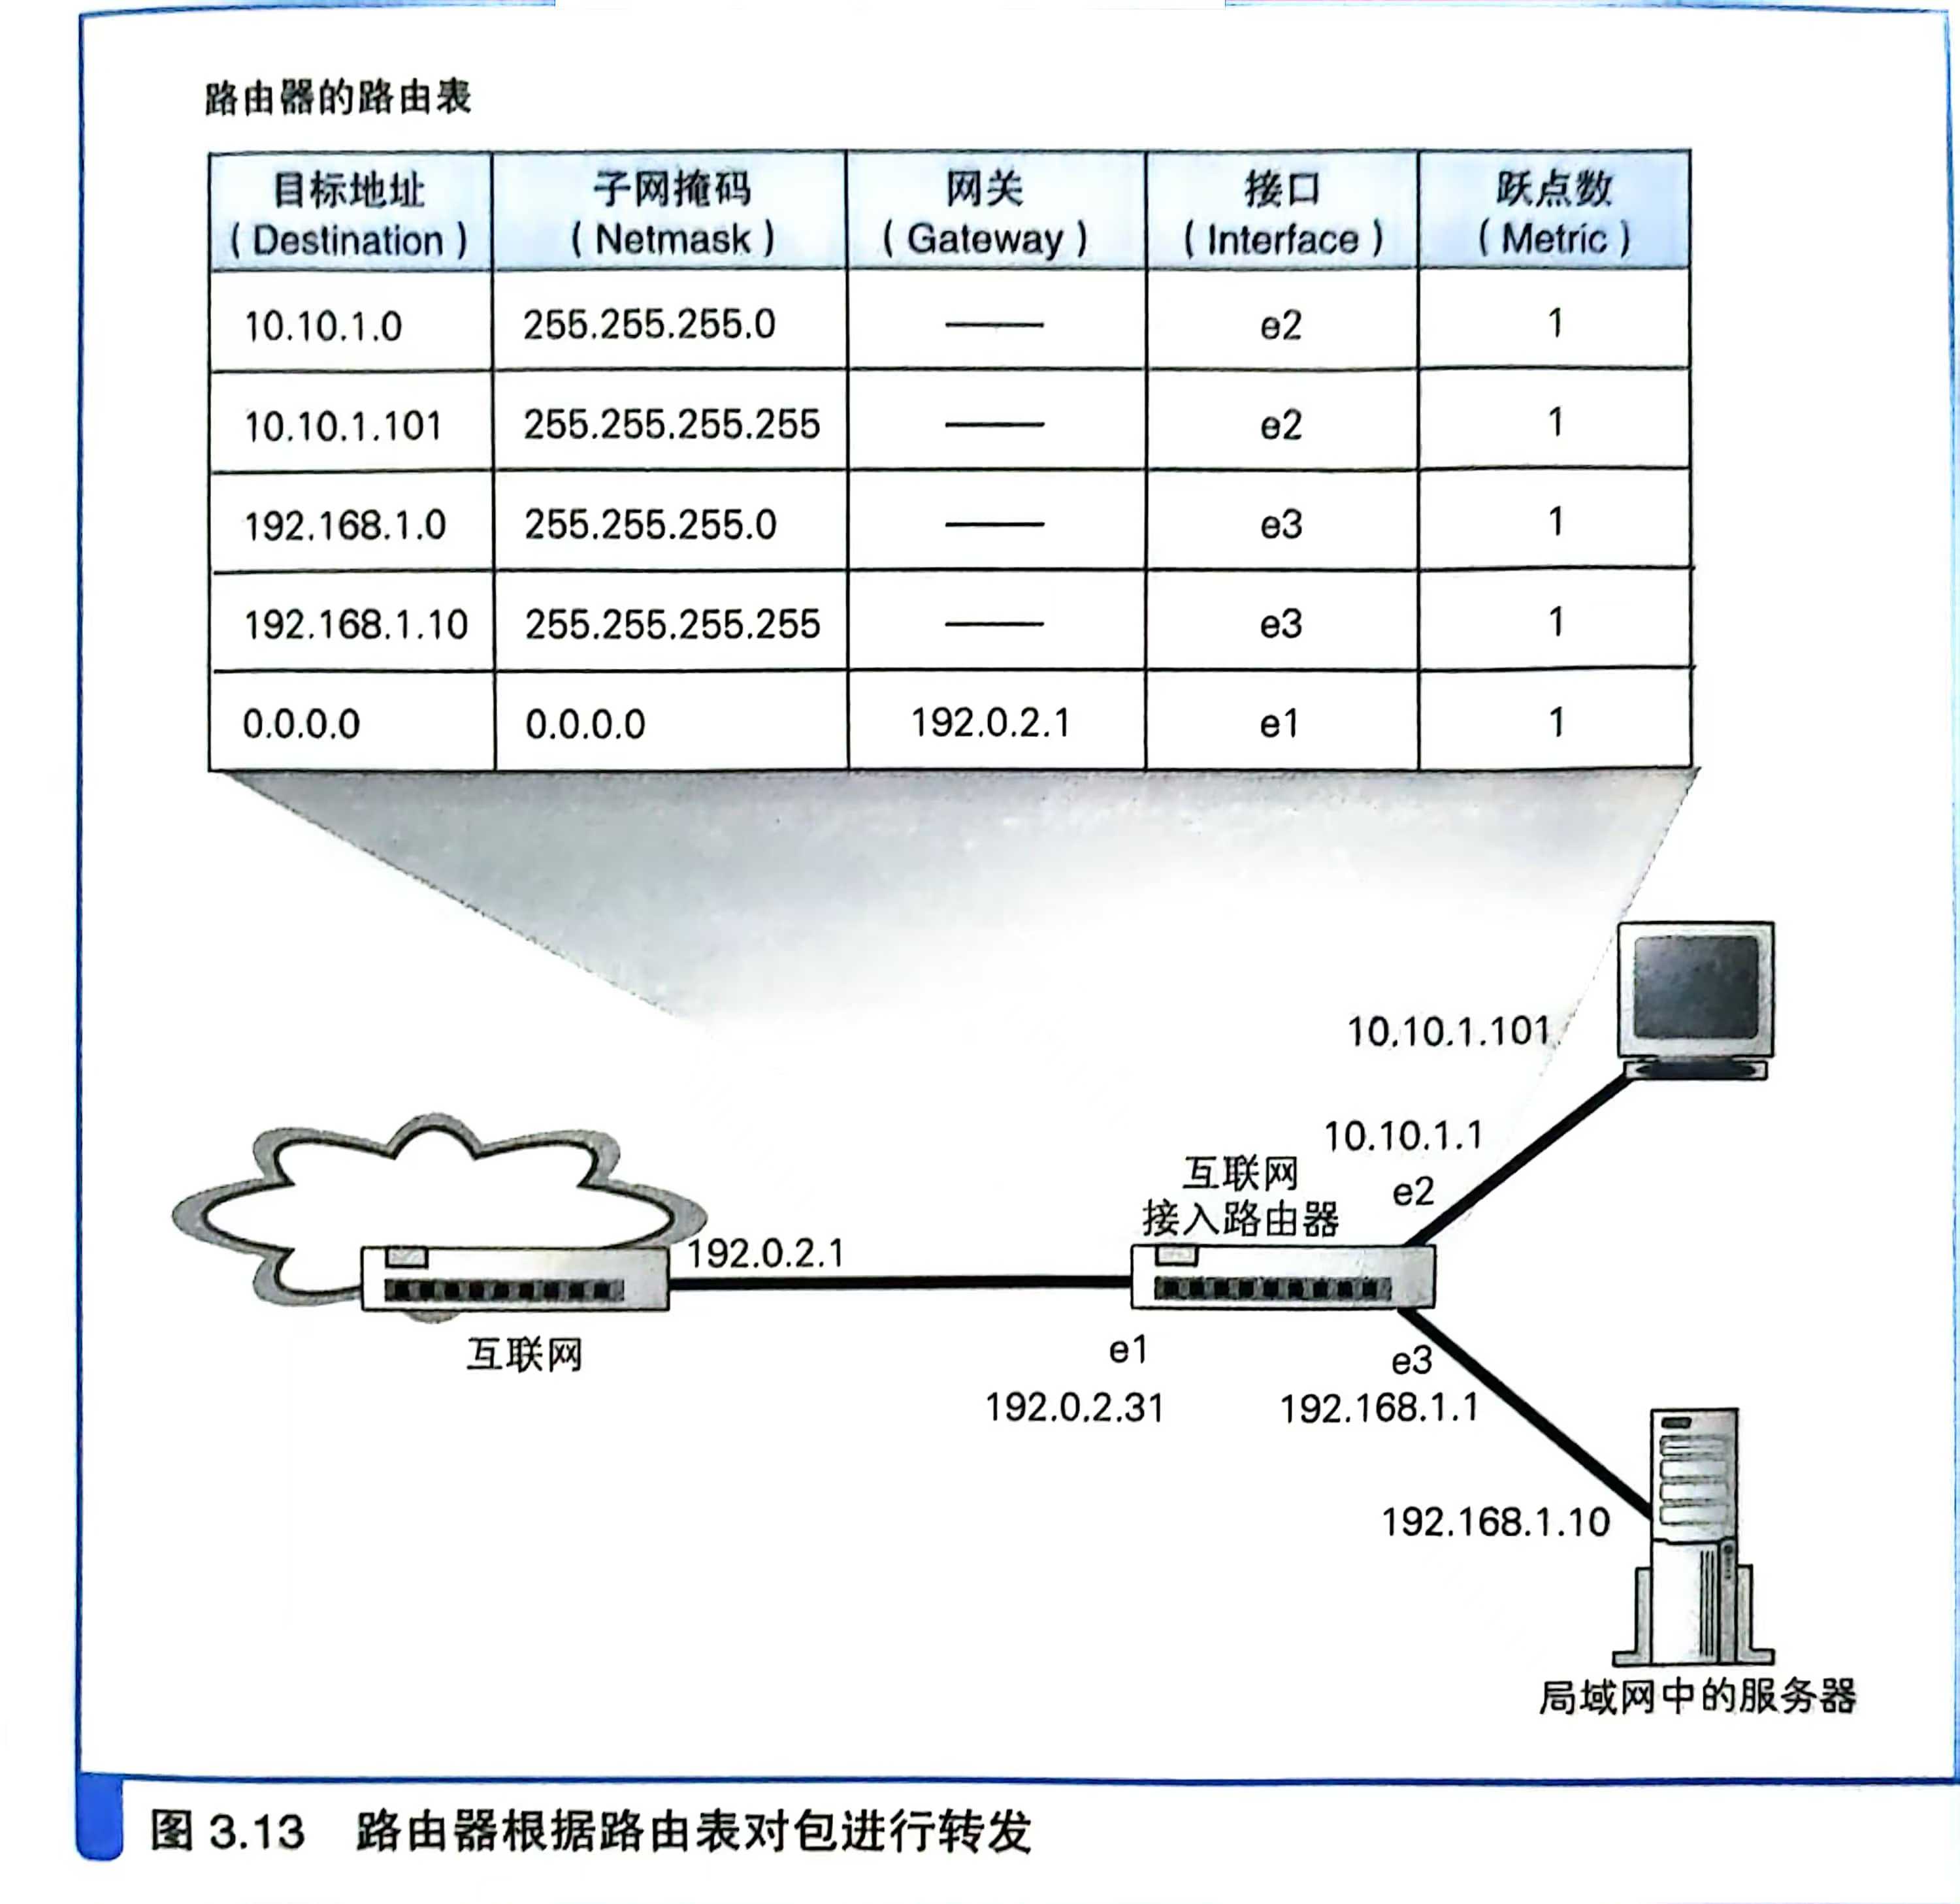 路由器的路由表
目标地址 子网掩码 网关 接口 跃点数
( Destination ) ( Netmask ) ( Gateway ) ( Interface ) ( Metric )
10.10.1.0 255.255.255.0 —— e2 1
10.10.1.101 255.255.255.255 —— e2 1
192.168.1.0 255.255.255.0 —— e3 1
192.168.1.10 255.255.255.255 —— e3 1
0.0.0.0 0.0.0.0 192.0.2.1 e1 1
10.10.1.101
10.10.1.1
e2
互联网
接入路由器
192.0.2.1
互联网
e1
192.0.2.31
e3
192.168.1.1
192.168.1.10
局域网中的服务器
图 3.13 路由器根据路由表对包进行转发